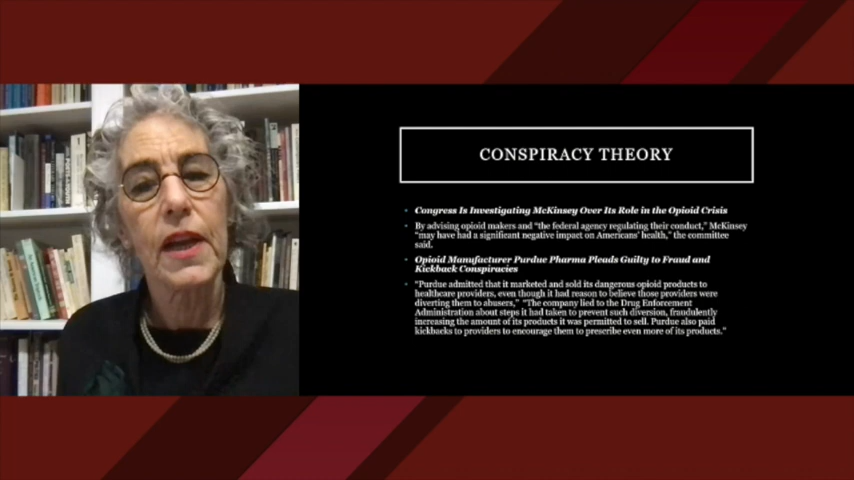 CONSPIRACY THEORY
Congress Is Investigating McKinsey Over Its Role in the Opioid Crisis
By advising opioid makers and “the federal agency regulating their conduct,” McKinsey
“may have had a significant negative impact on Americans’ health,” the committee
said.
Opioid Manufacturer Purdue Pharma Pleads Guilty to Fraud and
Kickback Conspiracies
“Purdue admitted that it marketed and sold its dangerous opioid products to
healthcare providers, even though it had reason to believe those providers were
diverting them to abusers,” “The company lied to the Drug Enforcement
Administration about steps it had taken to prevent such diversion, fraudulently
increasing the amount of its products it was permitted to sell. Purdue also paid
kickbacks to providers to encourage them to prescribe even more of its products.”